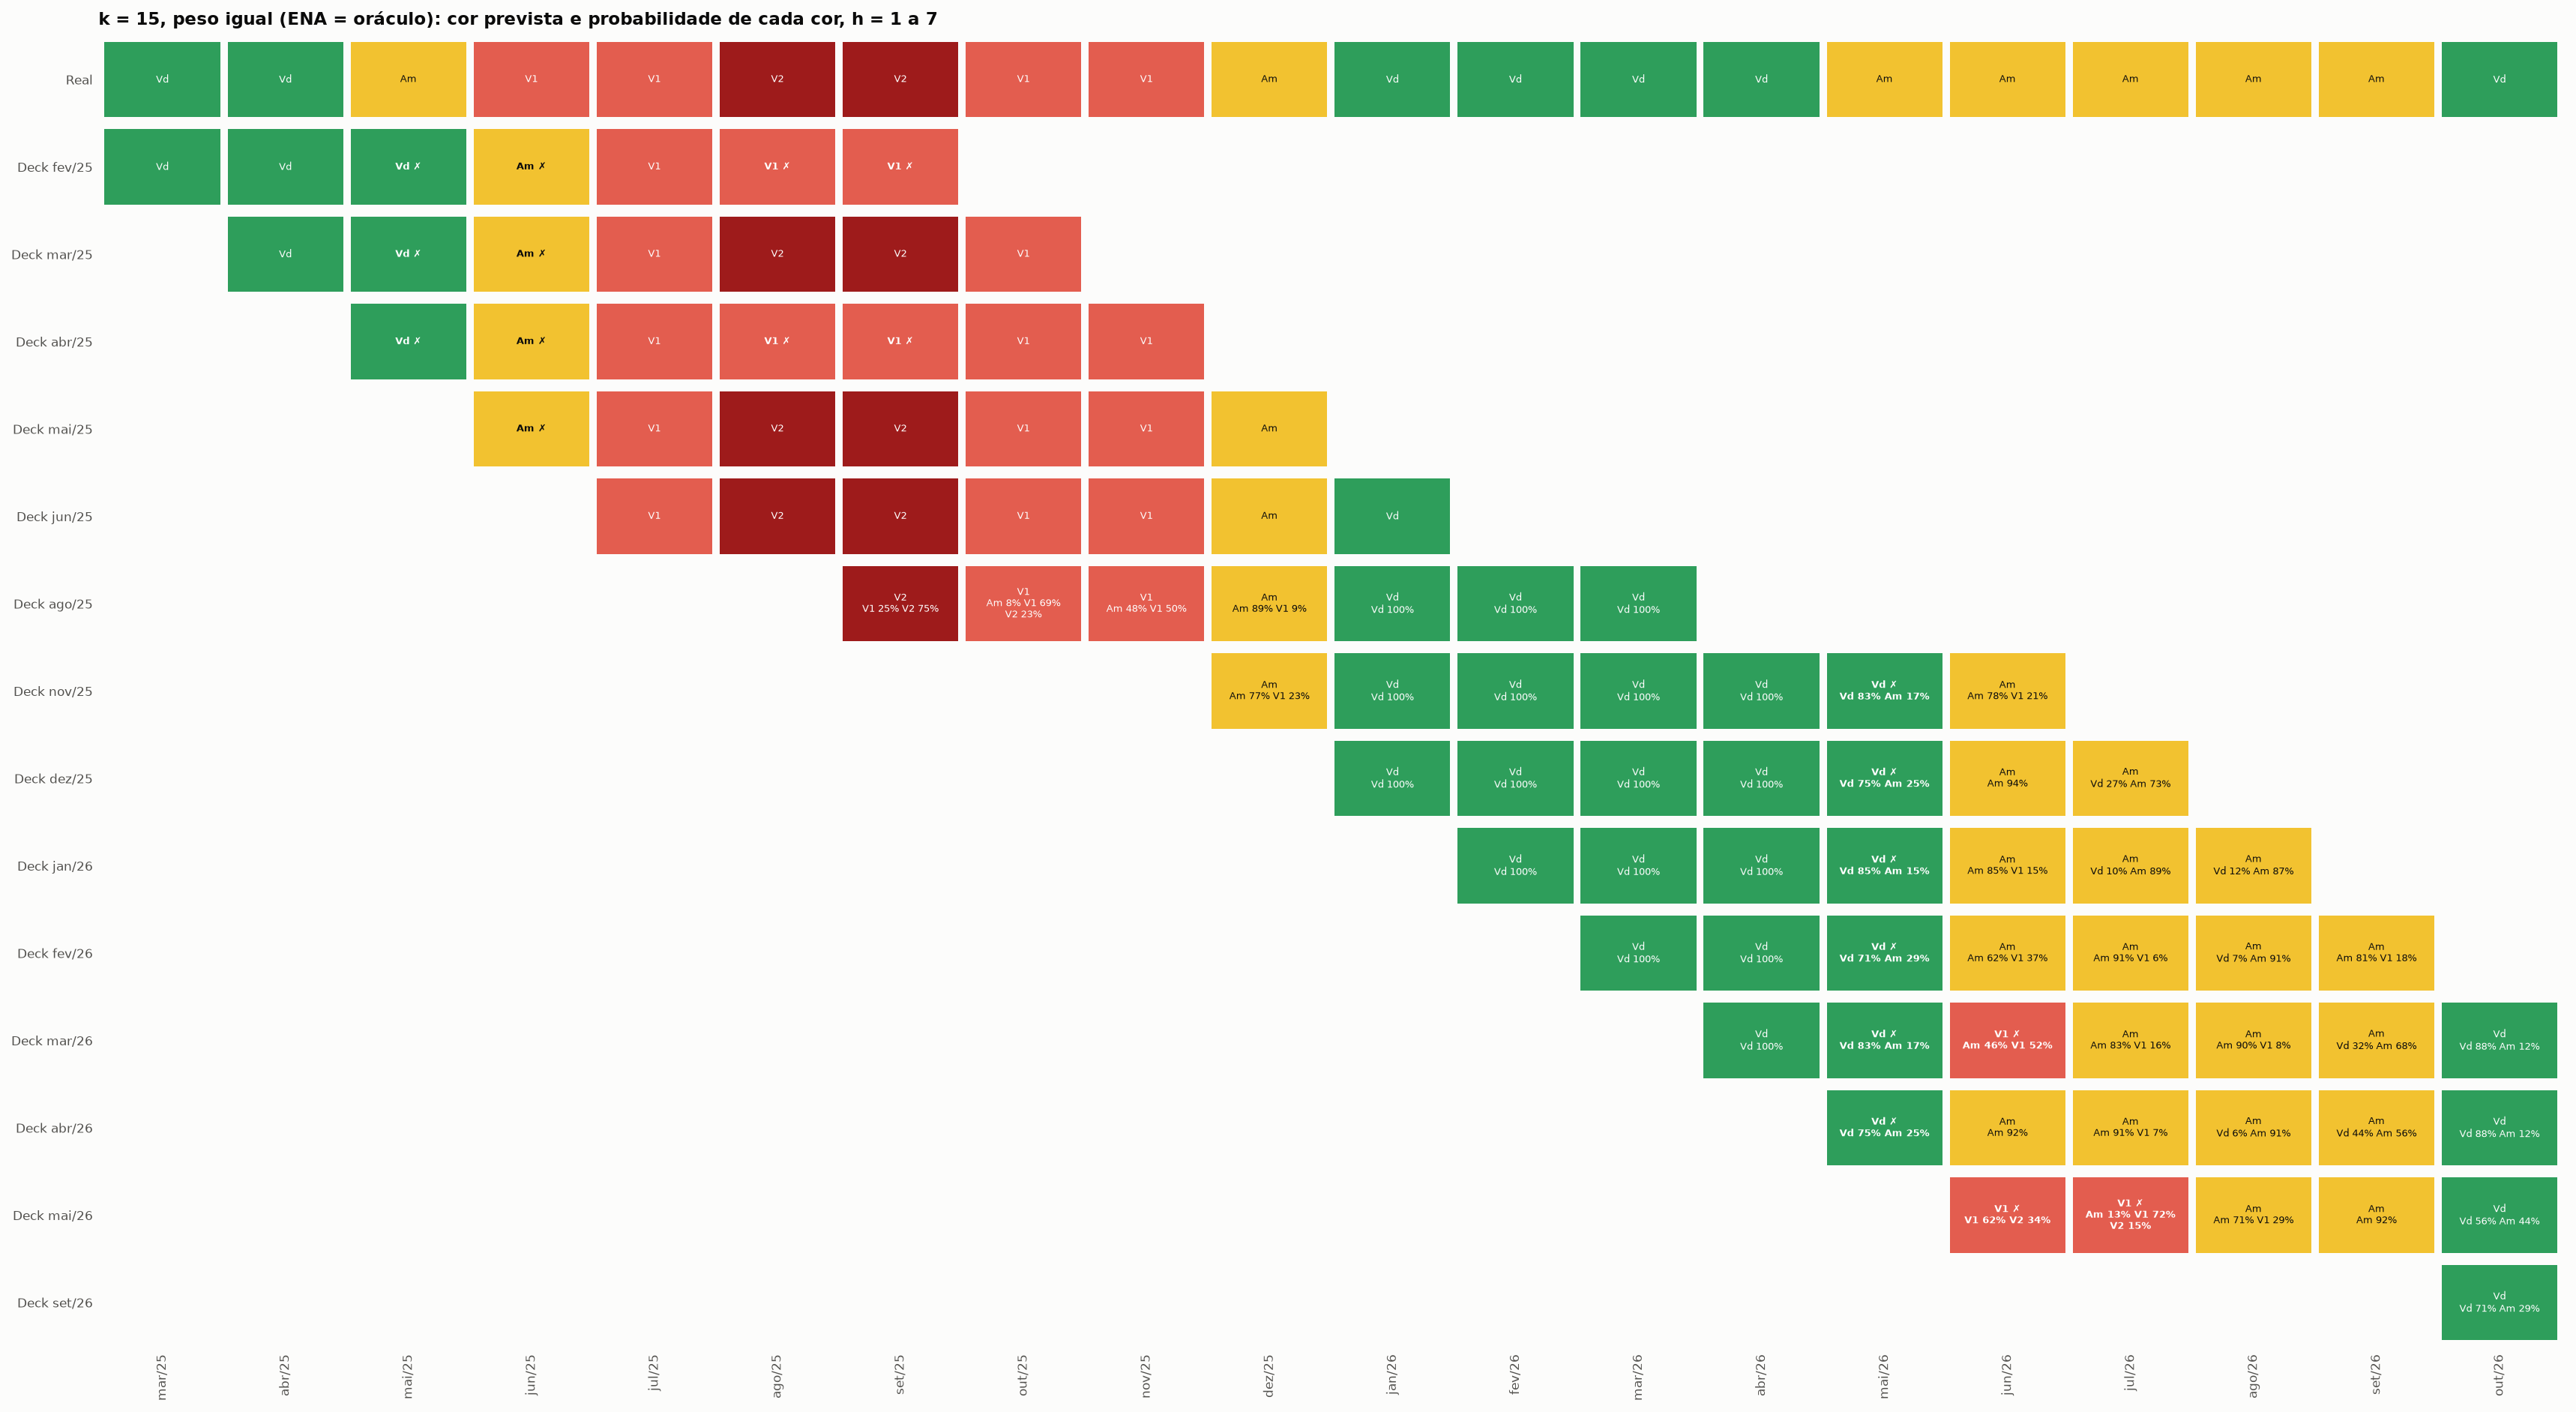 k = 15, peso igual (ENA = oráculo): cor prevista e probabilidade de cada cor, h = 1 a 7
Real Vd Vd Am V1 V1 V2 V2 V1 V1 Am Vd Vd Vd Vd Am Am Am Am Am Vd
Deck fev/25 Vd Vd Vd ✗ Am ✗ V1 V1 ✗ V1 ✗
Deck mar/25 Vd Vd ✗ Am ✗ V1 V2 V2 V1
Deck abr/25 Vd ✗ Am ✗ V1 V1 ✗ V1 ✗ V1 V1
Deck mai/25 Am ✗ V1 V2 V2 V1 V1 Am
Deck jun/25 V1 V2 V2 V1 V1 Am Vd
Deck ago/25
V2
V1 25% V2 75%
V1
Am 8% V1 69%
V2 23%
V1
Am 48% V1 50%
Am
Am 89% V1 9%
Vd
Vd 100%
Vd
Vd 100%
Vd
Vd 100%
Deck nov/25
Am
Am 77% V1 23%
Vd
Vd 100%
Vd
Vd 100%
Vd
Vd 100%
Vd
Vd 100%
Vd ✗
Vd 83% Am 17%
Am
Am 78% V1 21%
Deck dez/25
Vd
Vd 100%
Vd
Vd 100%
Vd
Vd 100%
Vd
Vd 100%
Vd ✗
Vd 75% Am 25%
Am
Am 94%
Am
Vd 27% Am 73%
Deck jan/26
Vd
Vd 100%
Vd
Vd 100%
Vd
Vd 100%
Vd ✗
Vd 85% Am 15%
Am
Am 85% V1 15%
Am
Vd 10% Am 89%
Am
Vd 12% Am 87%
Deck fev/26
Vd
Vd 100%
Vd
Vd 100%
Vd ✗
Vd 71% Am 29%
Am
Am 62% V1 37%
Am
Am 91% V1 6%
Am
Vd 7% Am 91%
Am
Am 81% V1 18%
Deck mar/26
Vd
Vd 100%
Vd ✗
Vd 83% Am 17%
V1 ✗
Am 46% V1 52%
Am
Am 83% V1 16%
Am
Am 90% V1 8%
Am
Vd 32% Am 68%
Vd
Vd 88% Am 12%
Deck abr/26
Vd ✗
Vd 75% Am 25%
Am
Am 92%
Am
Am 91% V1 7%
Am
Vd 6% Am 91%
Am
Vd 44% Am 56%
Vd
Vd 88% Am 12%
Deck mai/26
V1 ✗
V1 62% V2 34%
V1 ✗
Am 13% V1 72%
V2 15%
Am
Am 71% V1 29%
Am
Am 92%
Vd
Vd 56% Am 44%
Deck set/26
Vd
Vd 71% Am 29%
mar/25 abr/25 mai/25 jun/25 jul/25 ago/25 set/25 out/25 nov/25 dez/25 jan/26 fev/26 mar/26 abr/26 mai/26 jun/26 jul/26 ago/26 set/26 out/26